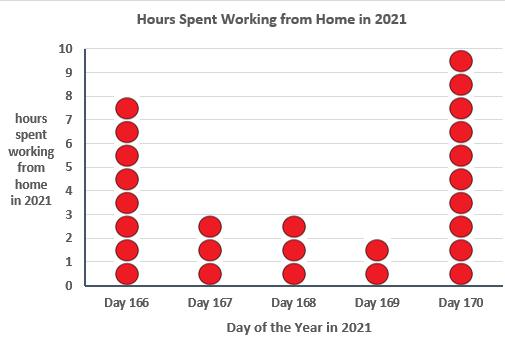 Hours Spent Working from Home in 2021
10
9
8
7
6
5
4
3
2
1
0
hours
spent
working
from
home
in 2021
Day 166 Day 167 Day 168 Day 169 Day 170
Day of the Year in 2021